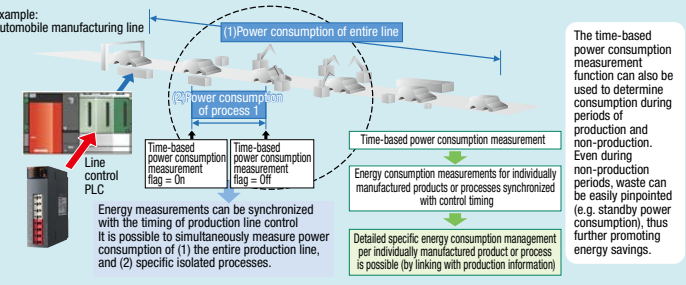 xample:
utomobile manufacturing line
(1)Power consumption of entire line
(2)Power consumption
of process 1
Line
control
PLC
Time-based
power consumption
measurement
flag = On
Time-based
power consumption
measurement
flag = Off
Energy measurements can be synchronized
with the timing of production line control
It is possible to simultaneously measure power
consumption of (1) the entire production line,
and (2) specific isolated processes.
Time-based power consumption measurement
Energy consumption measurements for individually
manufactured products or processes synchronized
with control timing
Detailed specific energy consumption management
per individually manufactured product or process
is possible (by linking with production information)
The time-based
power consumption
measurement
function can also be
used to determine
consumption during
periods of
production and
non-production.
Even during
non-production
periods, waste can
be easily pinpointed
(e.g. standby power
consumption), thus
further promoting
energy savings.